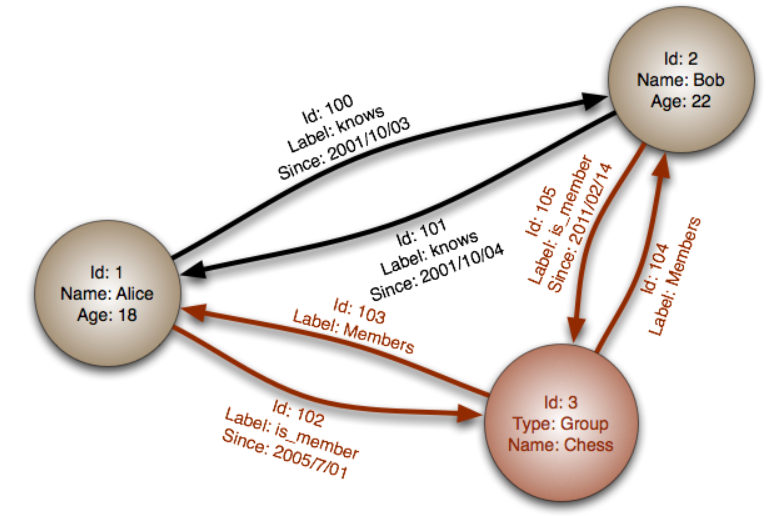 Id: 2
Name: Bob
Age: 22
Id: 100
Label: knows
Since: 2001/10/03
Id: 101
Label: knows
Since: 2001/10/04
Id: 105
Label: is_member
Since: 2011/02/14
Id: 104
Label: Members
Id: 1
Name: Alice
Age: 18
Id: 103
Label: Members
Id: 102
Label: is_member
Since: 2005/7/01
Id: 3
Type: Group
Name: Chess